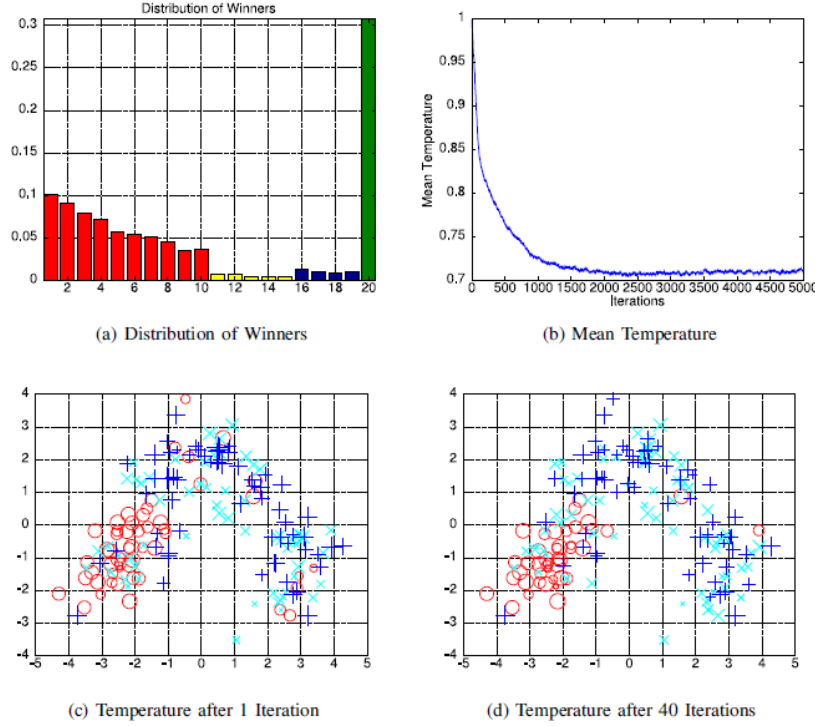 Distribution of Winners
0.3
0.25
0.2
0.15
0.1
0.05
0
2 4 6 8 10 12 14 16 18 20
(a) Distribution of Winners
1
0.95
0.9
0.85
0.8
0.75
0.7
Mean Temperature
0 500 1000 1500 2000 2500 3000 3500 4000 4500 5000
Iterations
(b) Mean Temperature
4
3
2
1
0
-1
-2
-3
-4
-5 -4 -3 -2 -1 0 1 2 3 4 5
(c) Temperature after 1 Iteration
4
3
2
1
0
-1
-2
-3
-4
-5 -4 -3 -2 -1 0 1 2 3 4 5
(d) Temperature after 40 Iterations